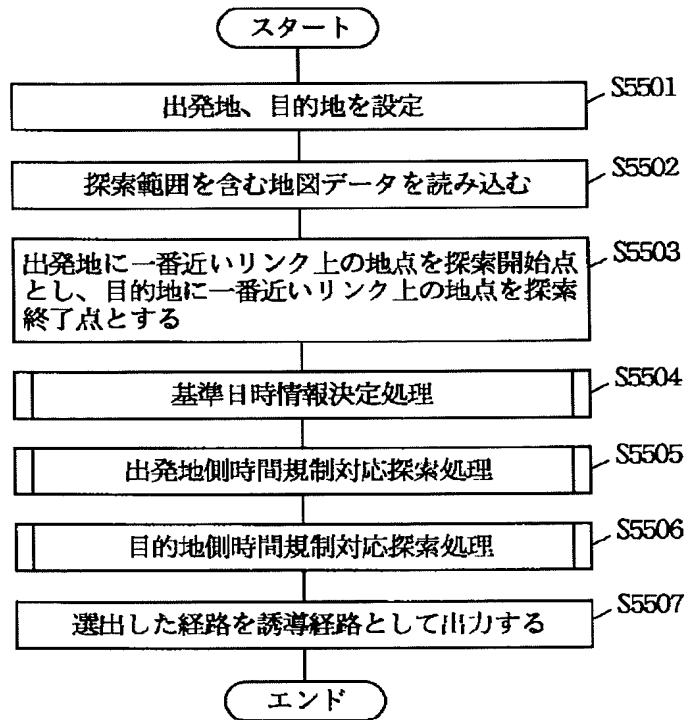 スタート
出発地、目的地を設定
S5501
探索範囲を含む地図データを読み込む
S5502
出発地に一番近いリンク上の地点を探索開始点
とし、目的地に一番近いリンク上の地点を探索
終了点とする
S5503
基準日時情報決定処理
S5504
出発地側時間規制対応探索処理
S5505
目的地側時間規制対応探索処理
S5506
選出した経路を誘導経路として出力する
S5507
エンド